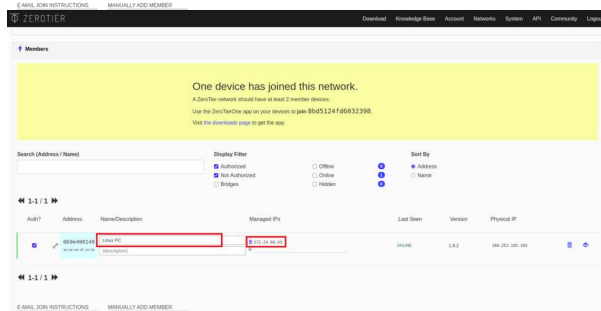 E-MAIL JOIN INSTRUCTIONS MANUALLY ADD MEMBER
ZEROTIER Download Knowledge Base Account Networks System API Community Logout
Members
One device has joined this network.
A ZeroTier network should have at least 2 member devices.
Use the ZeroTierOne app on your devices to join 8bd5124fd6032398.
Visit the downloads page to get the app.
Search (Address / Name) Display Filter Sort By
Authorized Offline 0 Address
Not Authorized Online 1 Name
Bridges Hidden 0
1-1 / 1
Auth? Address Name/Description Managed IPs Last Seen Version Physical IP
Linux PC
(description)
ONLINE 1.8.2
1-1 / 1
E-MAIL JOIN INSTRUCTIONS MANUALLY ADD MEMBER